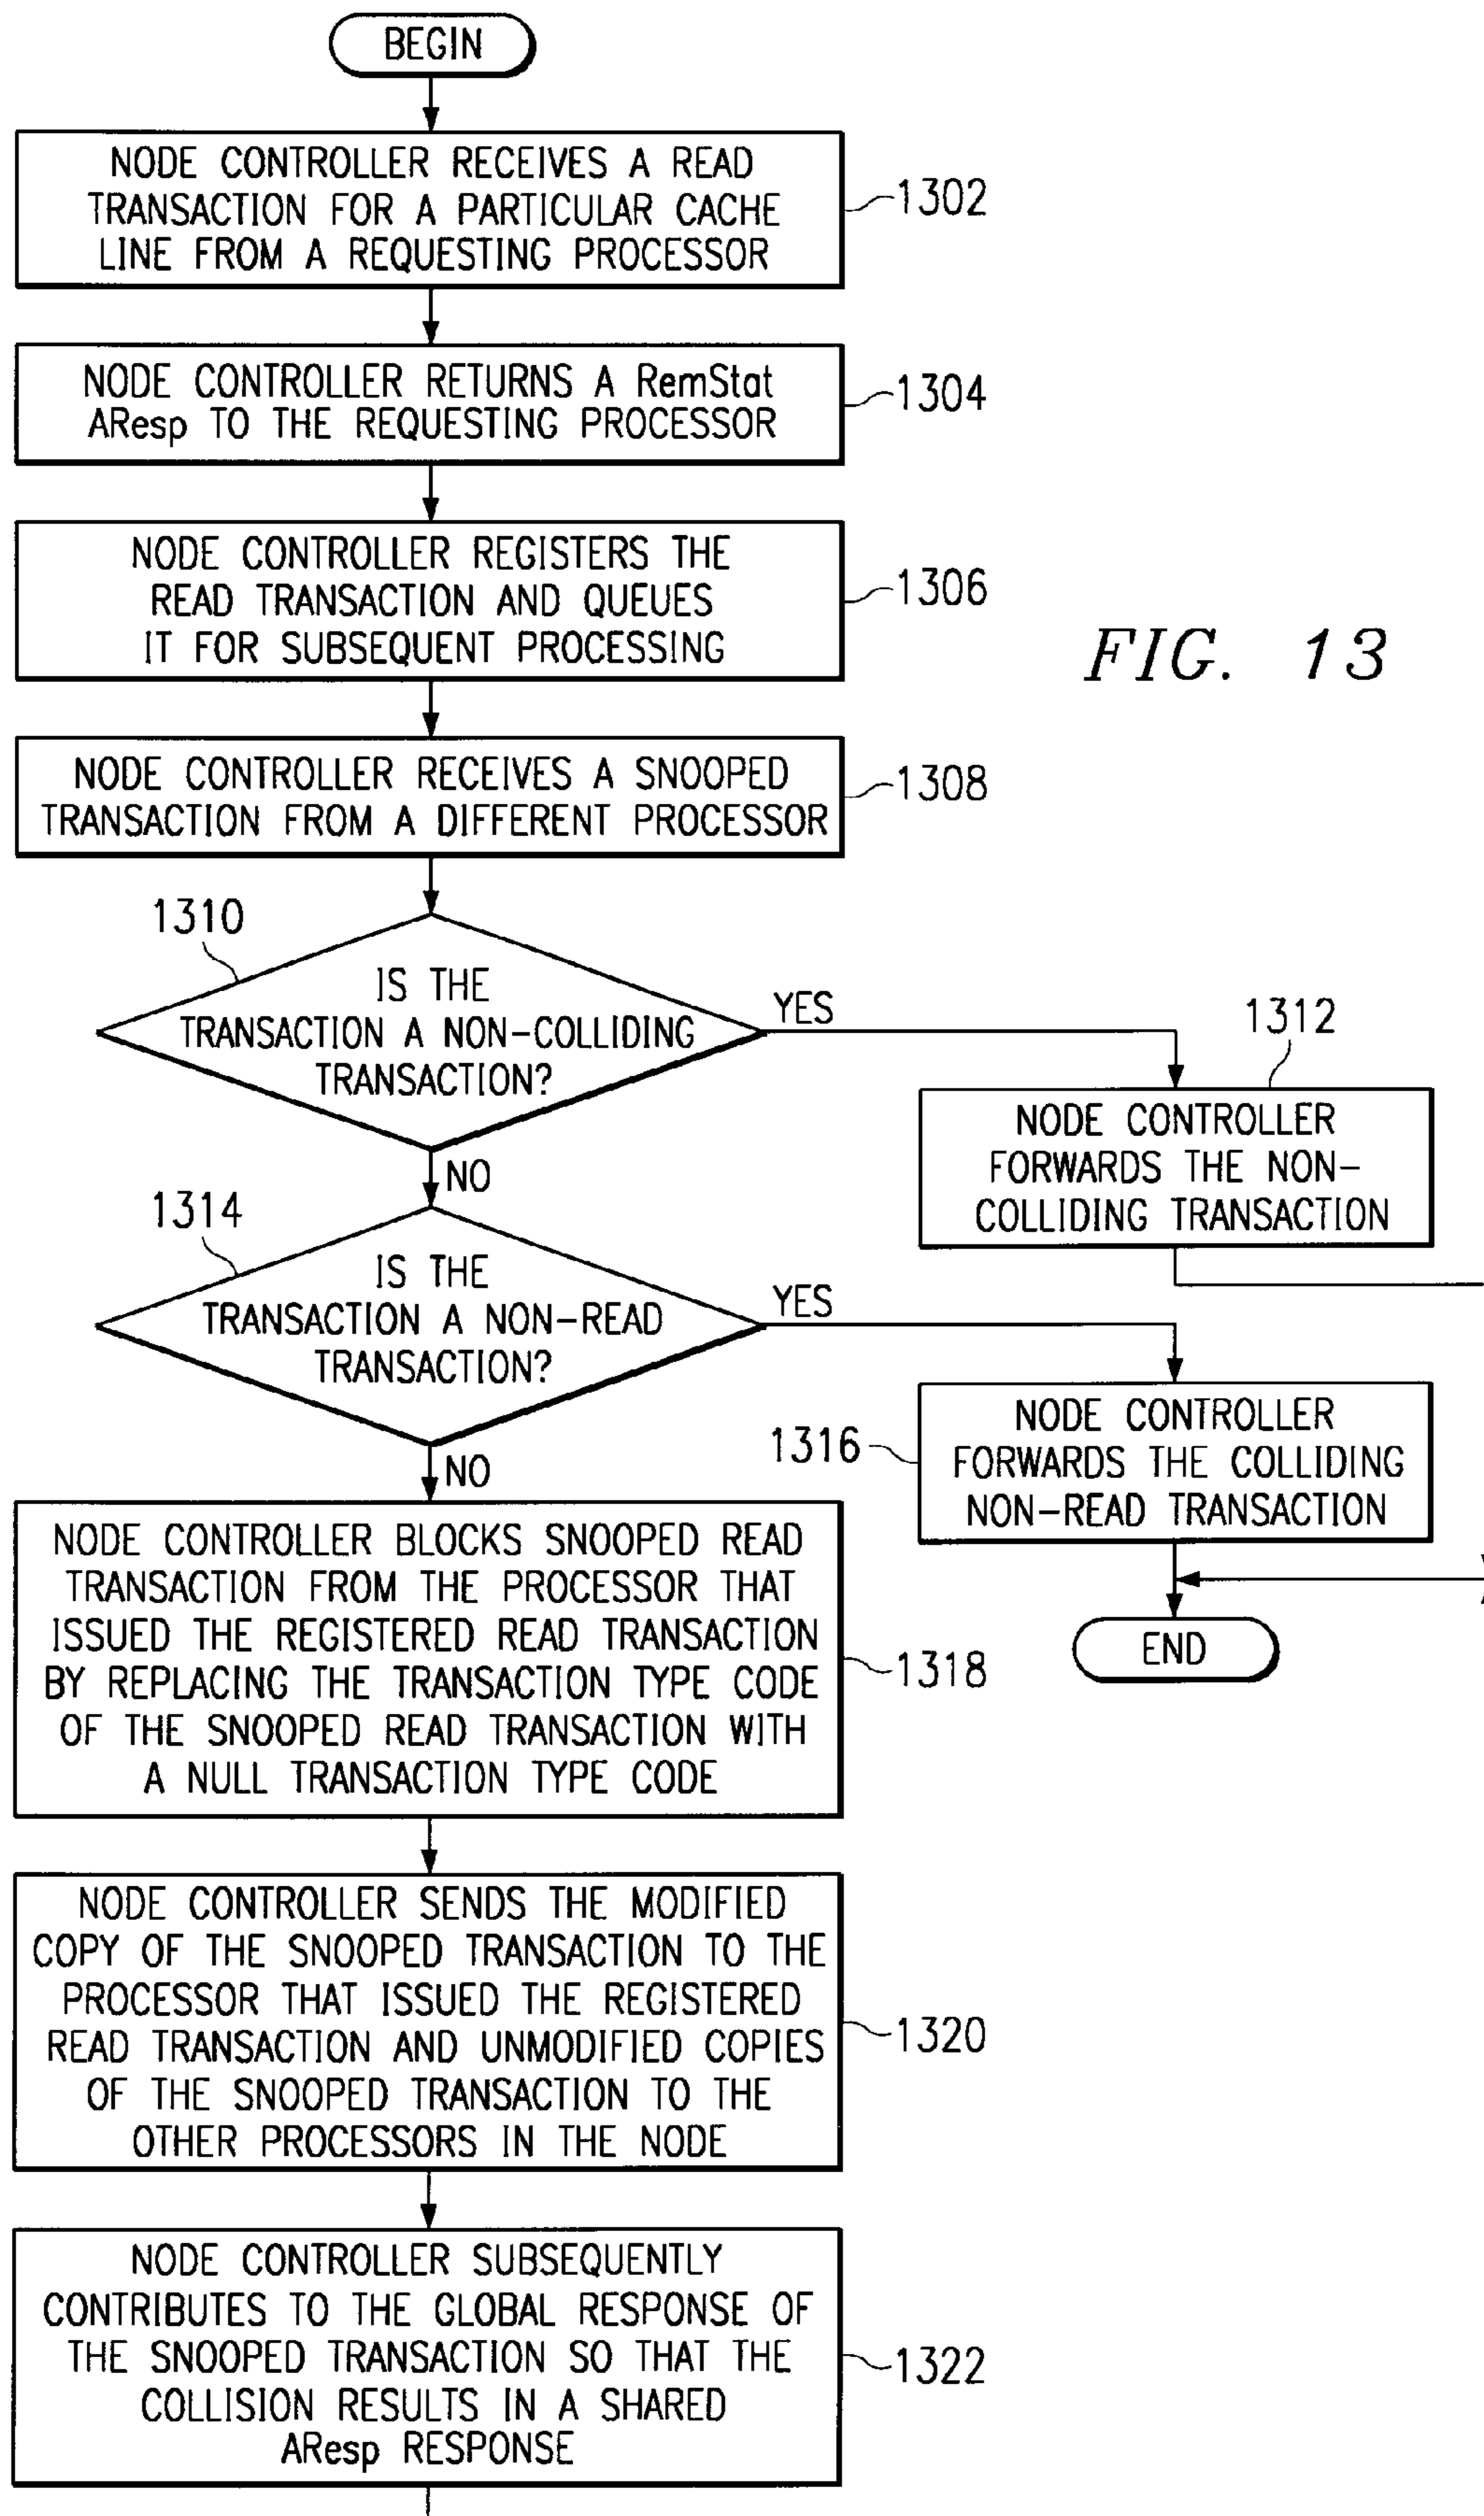 BEGIN
NODE CONTROLLER RECEIVES A READ
TRANSACTION FOR A PARTICULAR CACHE
LINE FROM A REQUESTING PROCESSOR
1302
NODE CONTROLLER RETURNS A RemStat
AResp TO THE REQUESTING PROCESSOR
1304
NODE CONTROLLER REGISTERS THE
READ TRANSACTION AND QUEUES
IT FOR SUBSEQUENT PROCESSING
1306
FIG. 13
NODE CONTROLLER RECEIVES A SNOOPED
TRANSACTION FROM A DIFFERENT PROCESSOR
1308
1310
IS THE
TRANSACTION A NON-COLLIDING
TRANSACTION?
YES
NO
1312
NODE CONTROLLER
FORWARDS THE NON-
COLLIDING TRANSACTION
1314
IS THE
TRANSACTION A NON-READ
TRANSACTION?
YES
NO
1316
NODE CONTROLLER
FORWARDS THE COLLIDING
NON-READ TRANSACTION
END
NODE CONTROLLER BLOCKS SNOOPED READ
TRANSACTION FROM THE PROCESSOR THAT
ISSUED THE REGISTERED READ TRANSACTION
BY REPLACING THE TRANSACTION TYPE CODE
OF THE SNOOPED READ TRANSACTION WITH
A NULL TRANSACTION TYPE CODE
1318
NODE CONTROLLER SENDS THE MODIFIED
COPY OF THE SNOOPED TRANSACTION TO THE
PROCESSOR THAT ISSUED THE REGISTERED
READ TRANSACTION AND UNMODIFIED COPIES
OF THE SNOOPED TRANSACTION TO THE
OTHER PROCESSORS IN THE NODE
1320
NODE CONTROLLER SUBSEQUENTLY
CONTRIBUTES TO THE GLOBAL RESPONSE OF
THE SNOOPED TRANSACTION SO THAT THE
COLLISION RESULTS IN A SHARED
AResp RESPONSE
1322